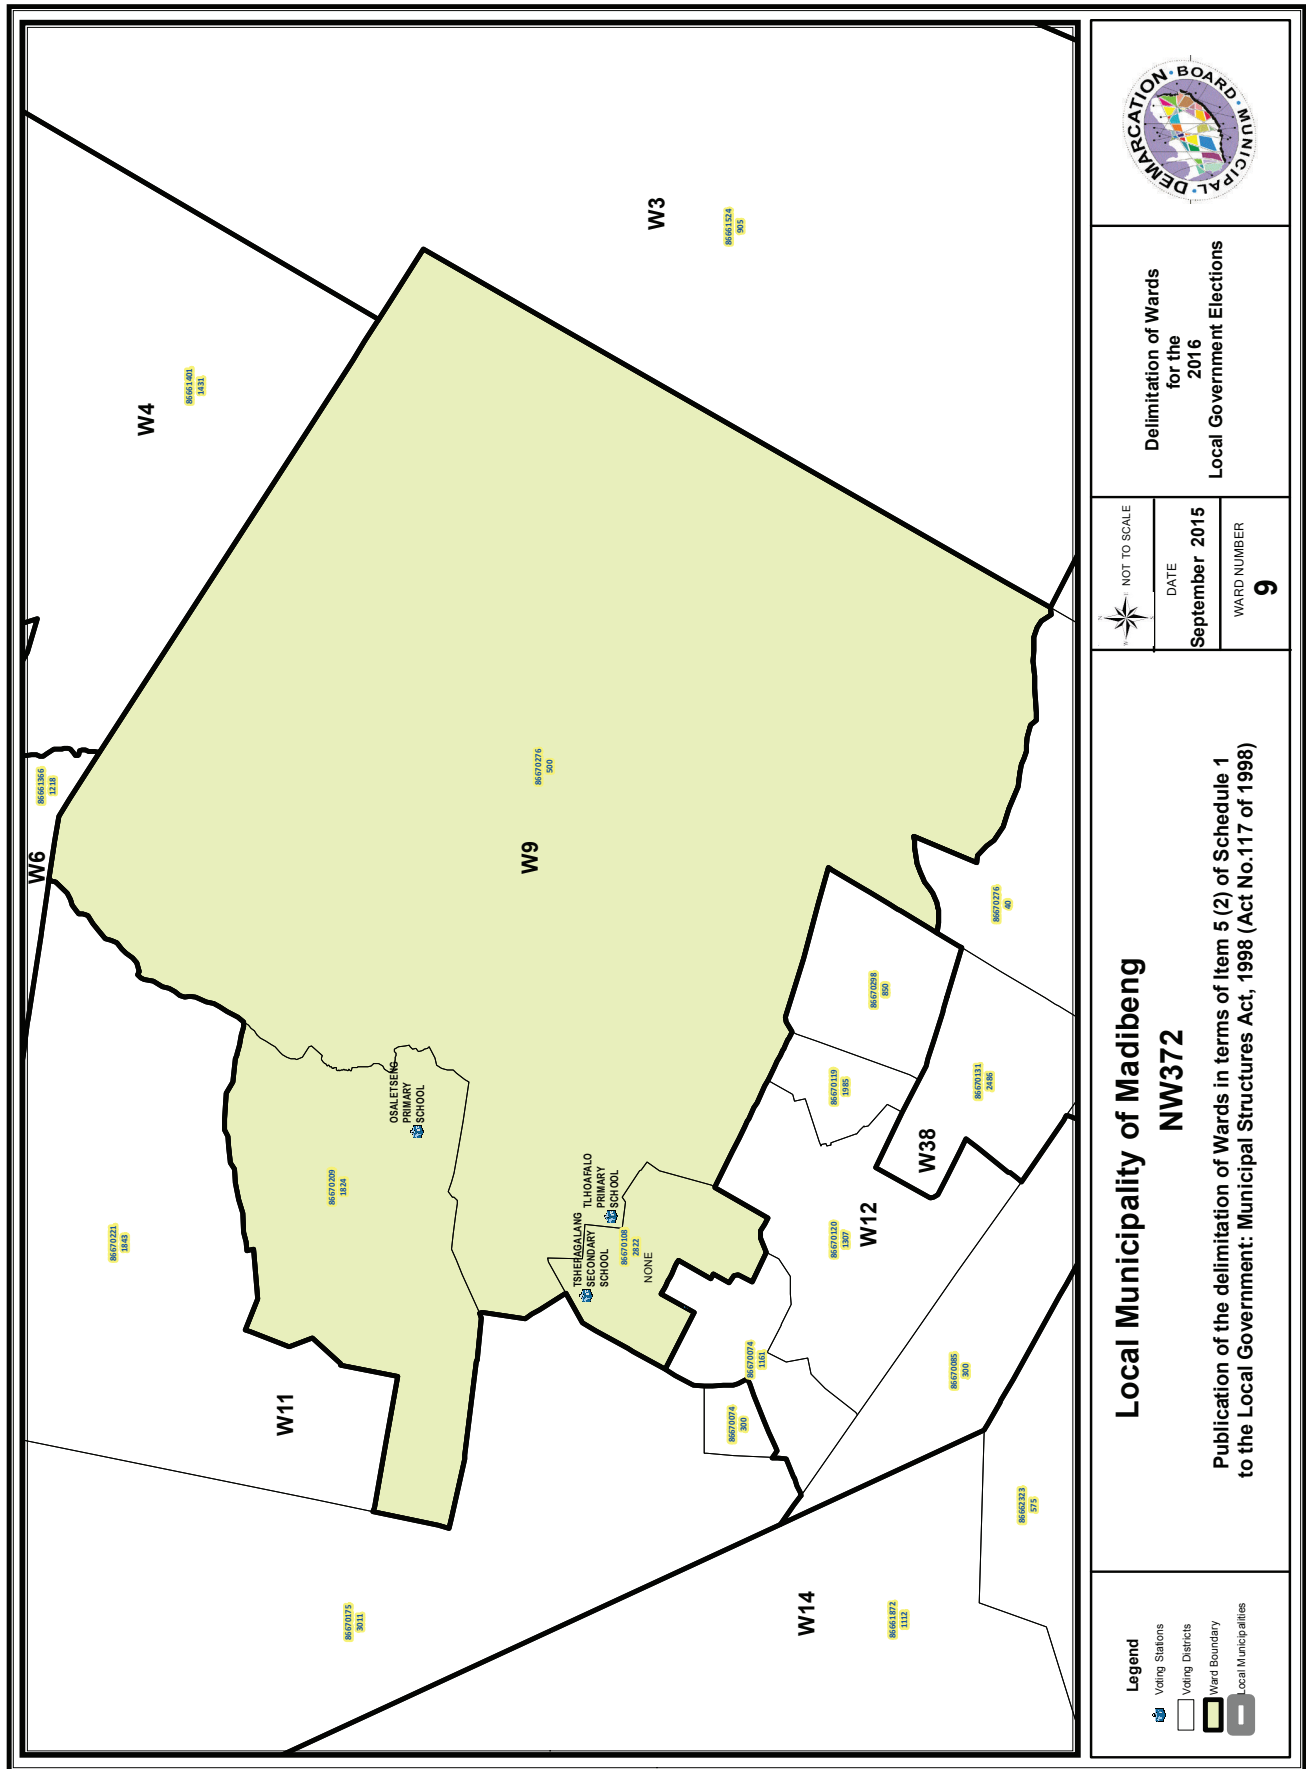 W6
86661366
1218
W4
86661401
1431
W3
86661524
905
86670221
1843
W11
86670209
1824
OSALETSENG
PRIMARY
SCHOOL
W9
86670276
500
TSHEPAGALANG
SECONDARY
SCHOOL
TLHOAFALO
PRIMARY
SCHOOL
86670108
2822
NONE
86670175
3011
86670074
1161
86670074
300
86670298
850
86670119
1985
86670276
40
86670131
2486
W38
W12
86670120
1307
86670085
300
W14
86661872
1112
86662323
575
Legend
Voting Stations
Voting Districts
Ward Boundary
Local Municipalities
Local Municipality of Madibeng
NW372
Publication of the delimitation of Wards in terms of Item 5 (2) of Schedule 1
to the Local Government: Municipal Structures Act, 1998 (Act No.117 of 1998)
NOT TO SCALE
DATE
September 2015
WARD NUMBER
9
Delimitation of Wards
for the
2016
Local Government Elections
MUNICIPAL • DEMARCATION • BOARD •